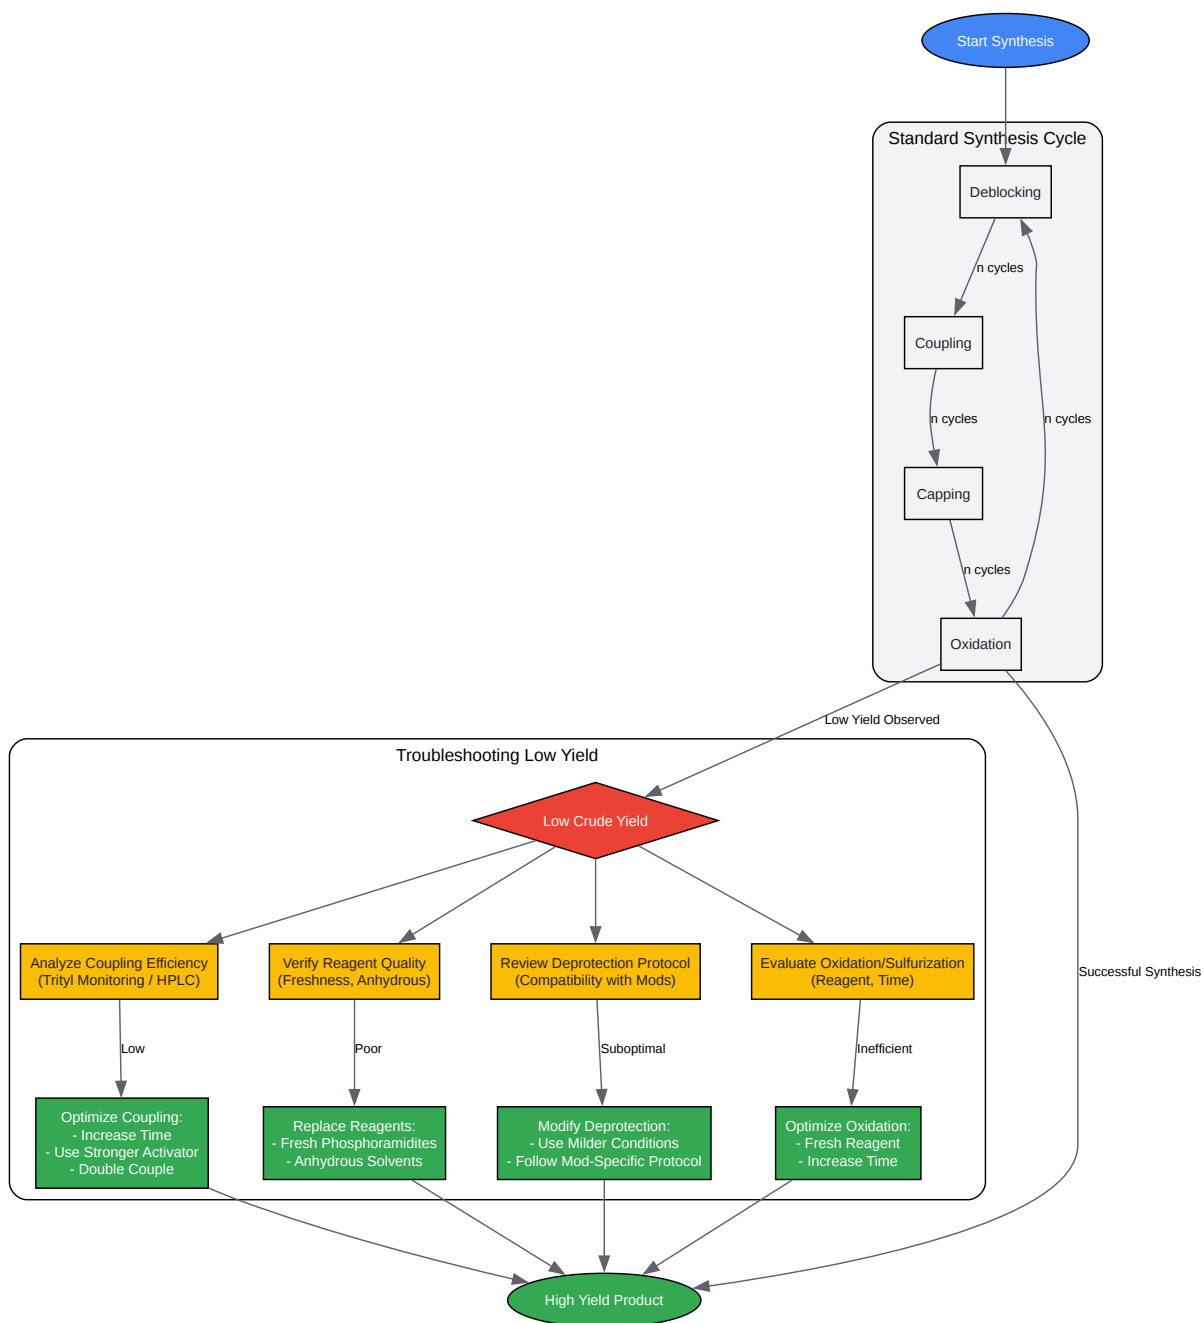 Start Synthesis
Standard Synthesis Cycle
Deblocking
n cycles
Coupling
n cycles
n cycles
Capping
n cycles
Oxidation
Low Yield Observed
Troubleshooting Low Yield
Low Crude Yield
Analyze Coupling Efficiency
(Trityl Monitoring / HPLC)
Verify Reagent Quality
(Freshness, Anhydrous)
Review Deprotection Protocol
(Compatibility with Mods)
Evaluate Oxidation/Sulfurization
(Reagent, Time)
Successful Synthesis
Low
Poor
Suboptimal
Inefficient
Optimize Coupling:
- Increase Time
- Use Stronger Activator
- Double Couple
Replace Reagents:
- Fresh Phosphoramidites
- Anhydrous Solvents
Modify Deprotection:
- Use Milder Conditions
- Follow Mod-Specific Protocol
Optimize Oxidation:
- Fresh Reagent
- Increase Time
High Yield Product